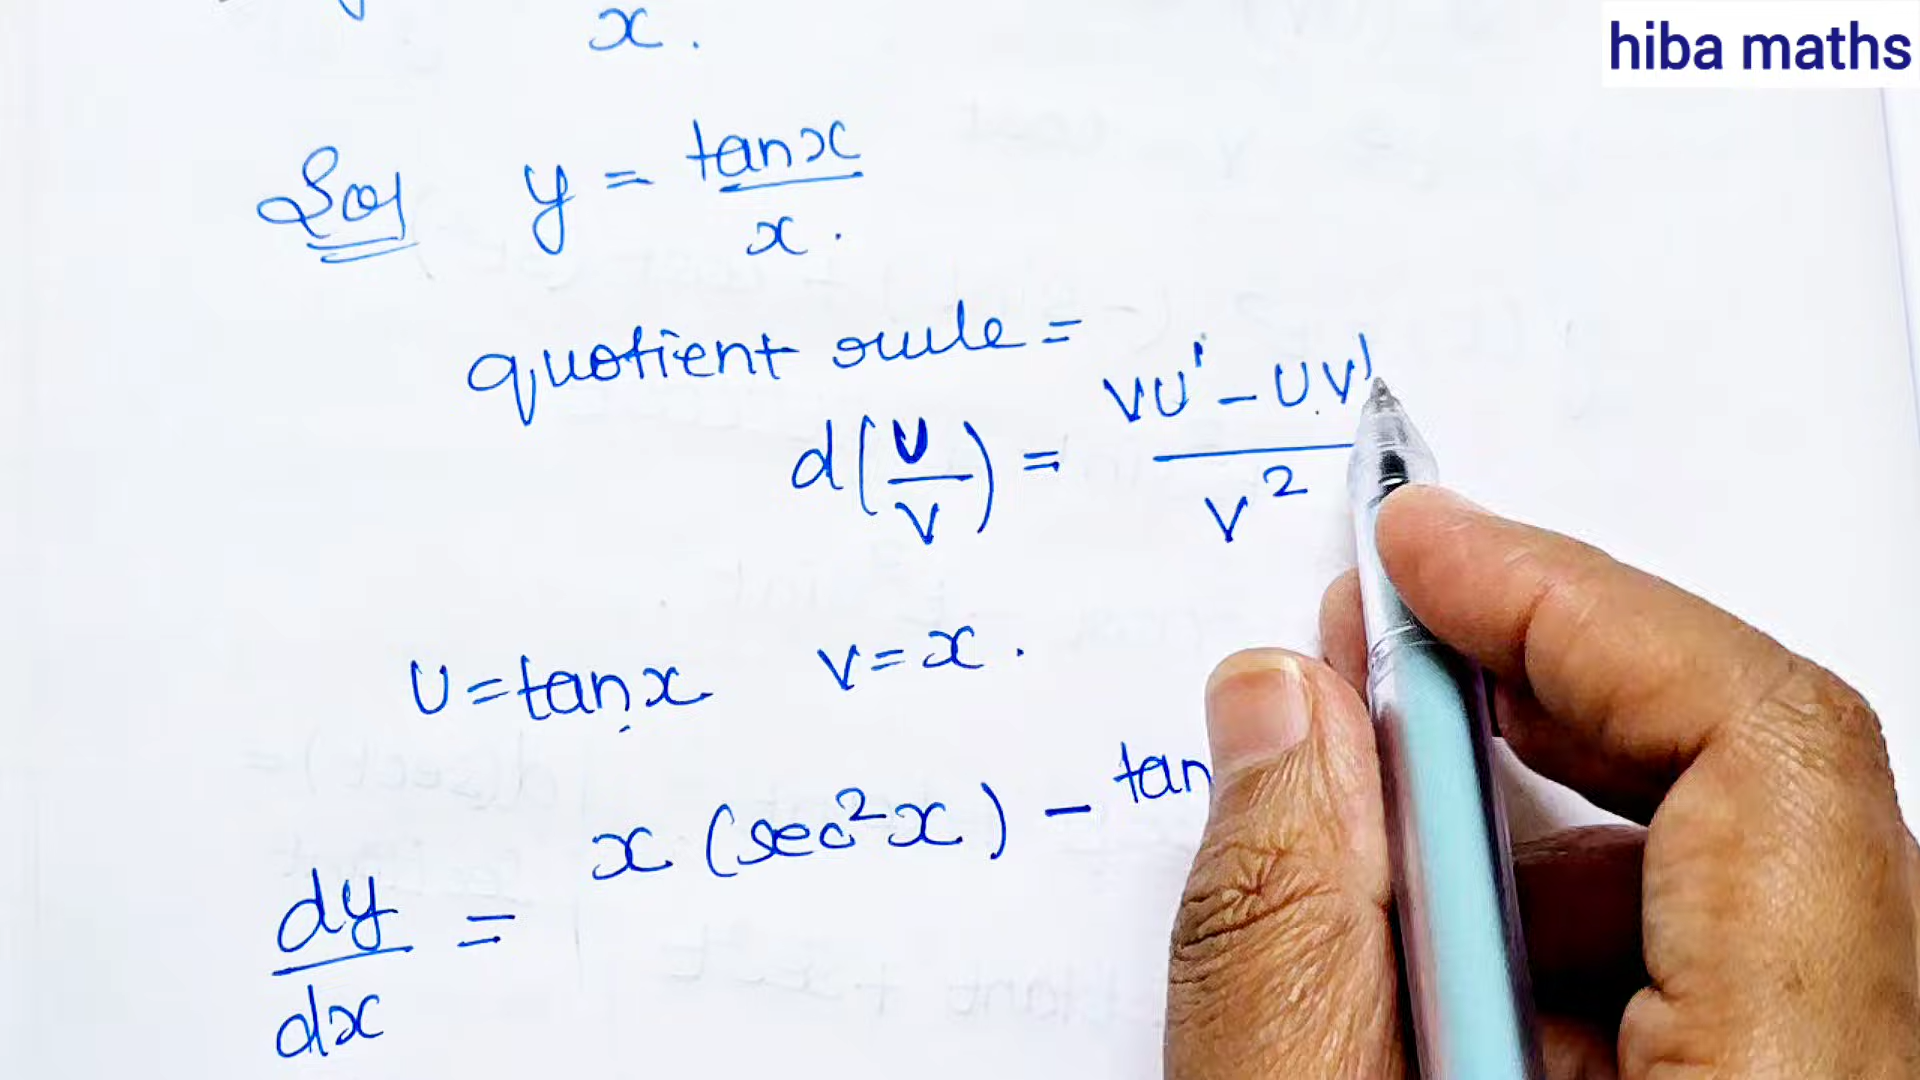 hiba maths
x.
Sol y = tanx / x.
quotient rule =
d(U/V) = VU' - UV' / V²
U = tanx V = x.
dy/dx = x (sec²x) - tan